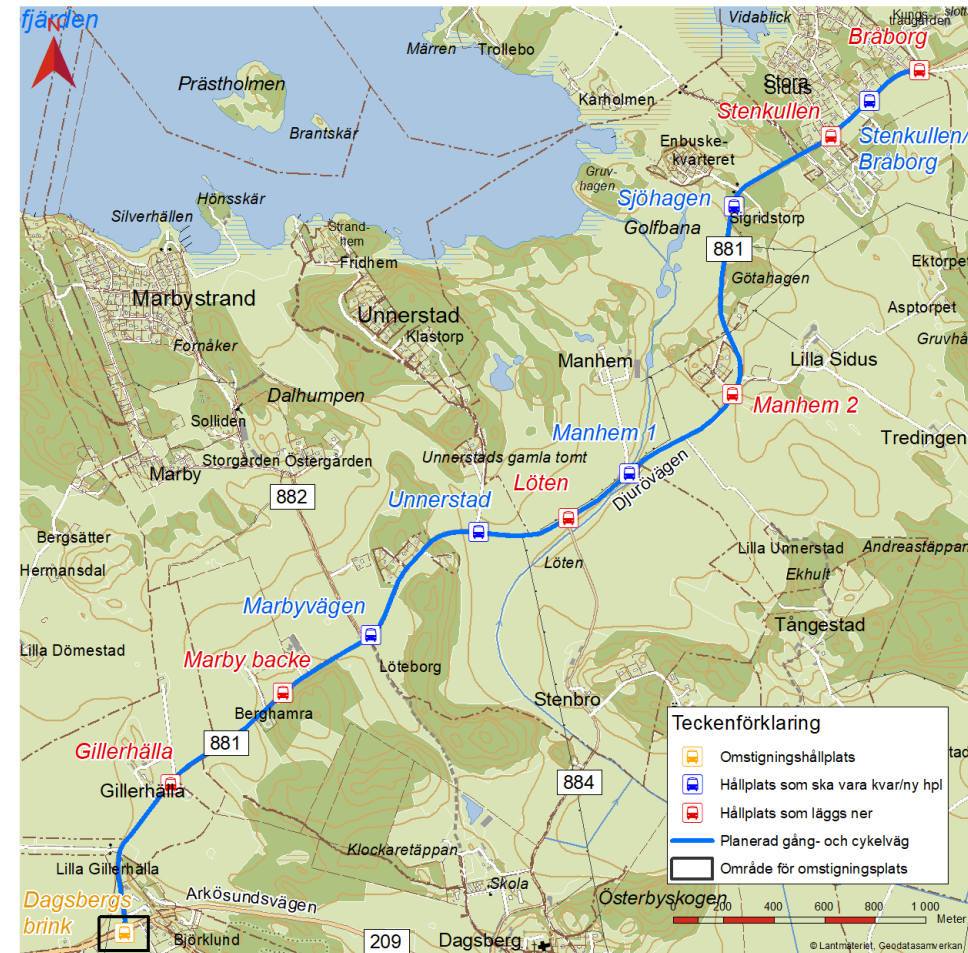 fjärden
N
Prästholmen
Brantskär
Märren
Trollebo
Vidablick
Kungs-
trädgården
slott
Bråborg
Kårholmen
Stora
Sidus
Stenkullen
Stenkullen/
Bråborg
Enbuske-
kvarteret
Gruv-
hagen
Sjöhagen
Sigridstorp
Golfbana
881
Götahagen
Ektorpet
Asptorpet
Hönsskär
Silverhällen
Strand-
hem
Fridhem
Marbystrand
Unnerstad
Klastorp
Fornåker
Manhem
Lilla Sidus
Manhem 2
Dalhumpen
Solliden
Manhem 1
Tredingen
Storgården
Östergården
Marby
Unnerstads gamla tomt
Löten
Djurövägen
882
Unnerstad
Bergsätter
Hermansdal
Löten
Lilla Unnerstad
Andreastäppan
Ekhult
Marbyvägen
Tångestad
Lilla Dömestad
Marby backe
Löteborg
Stenbro
Berghamra
881
Gillerhälla
Gillerhälla
884
Teckenförklaring
Omstigningshållplats
Hållplats som ska vara kvar/ny hpl
Hållplats som läggs ner
Planerad gång- och cykelväg
Område för omstigningsplats
Klockaretäppan
Lilla Gillerhälla
Skola
Arkösundsvägen
Österbyskogen
Dagsbergs
brink
Björklund
209
Dagsberg
200
400
600
800
1 000
Meter
© Lantmäteriet, Geodatasamverkan